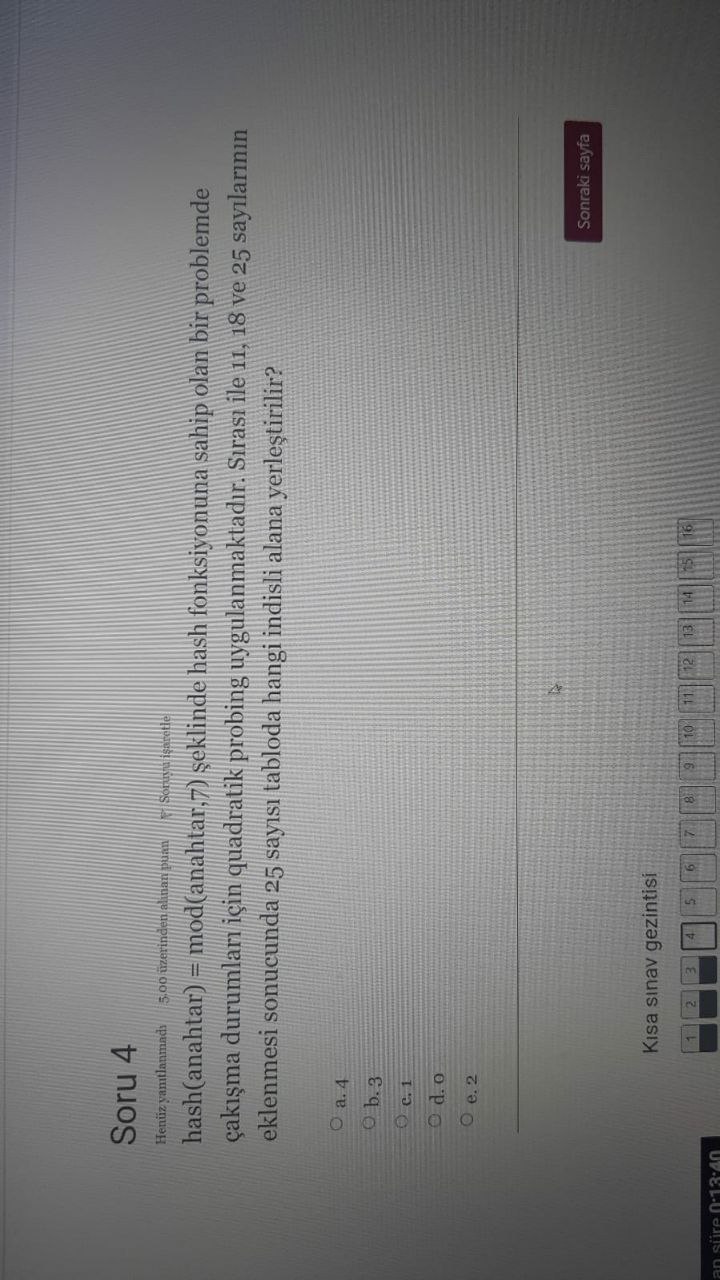 Soru 4
Henüz yanıtlanmadı 5,00 üzerinden alınan puan Soruyu işaretle
hash(anahtar) = mod(anahtar,7) şeklinde hash fonksiyonuna sahip olan bir problemde
çakışma durumları için quadratik probing uygulanmaktadır. Sırası ile 11, 18 ve 25 sayılarının
eklenmesi sonucunda 25 sayısı tabloda hangi indisli alana yerleştirilir?
a. 4
b. 3
c. 1
d. 0
e. 2
Sonraki sayfa
Kısa sınav gezintisi
1 2 3 4 5 6 7 8 9 10 11 12 13 14 15 16
süre 0:13:40